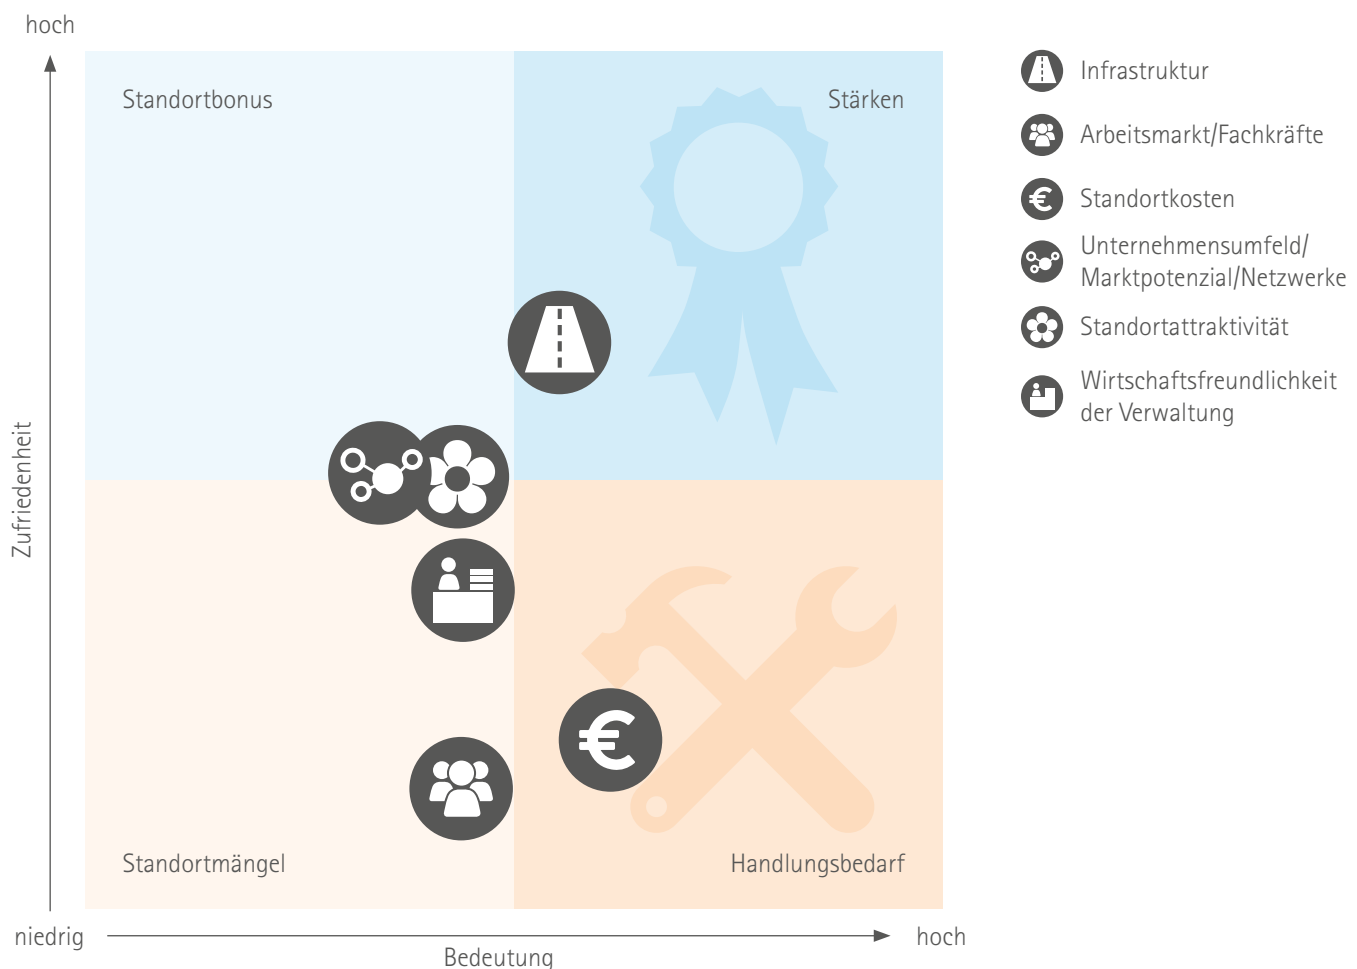 hoch
Standortbonus
Stärken
Zufriedenheit
Standortmängel
Handlungsbedarf
niedrig
hoch
Bedeutung
Infrastruktur
Arbeitsmarkt/Fachkräfte
€
Standortkosten
Unternehmensumfeld/
Marktpotenzial/Netzwerke
Standortattraktivität
Wirtschaftsfreundlichkeit
der Verwaltung
€